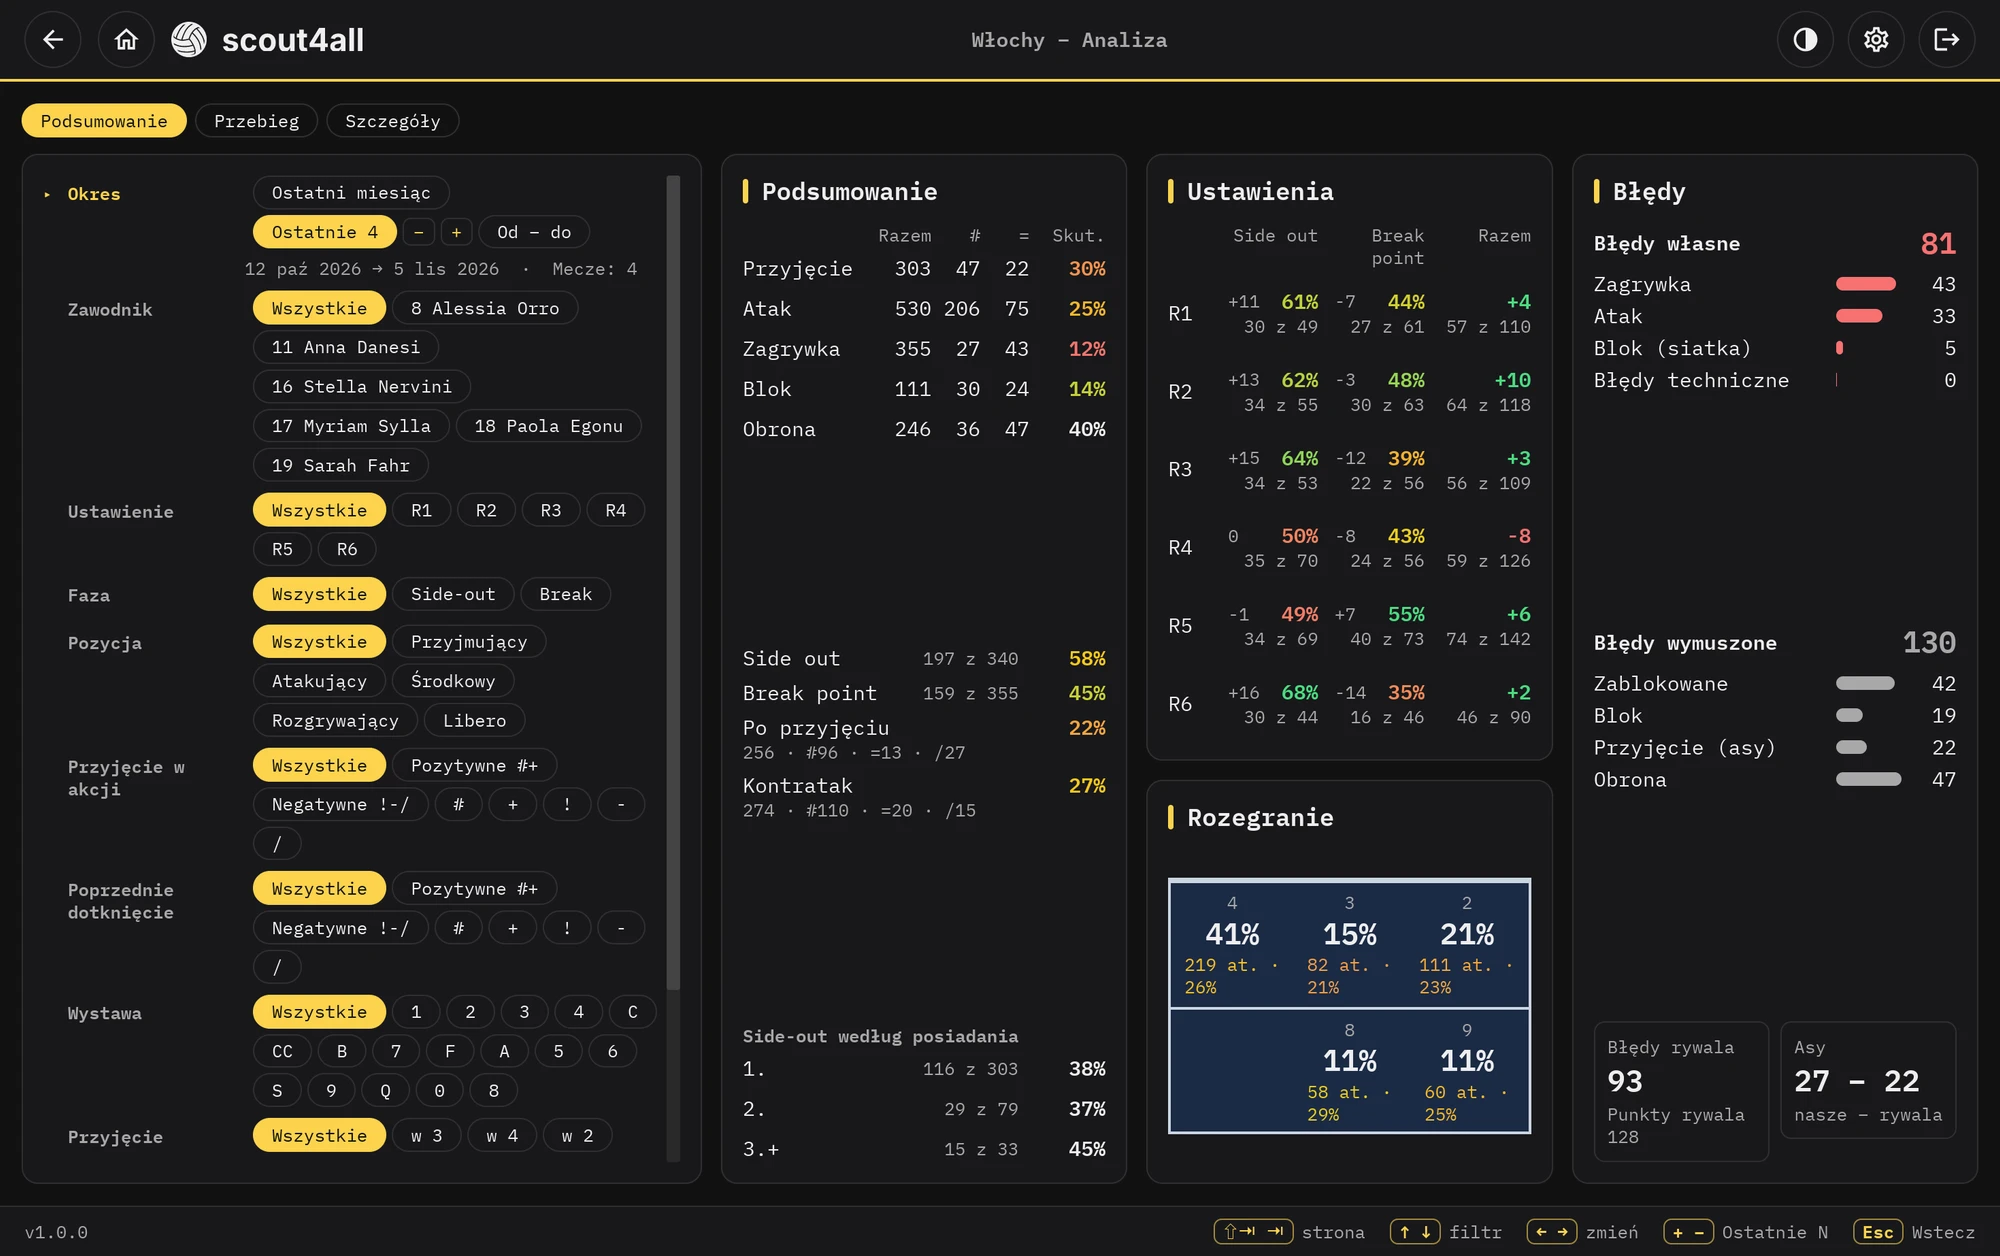 scout4all
Włochy – Analiza
Podsumowanie Przebieg Szczegóły
▸ Okres
Ostatni miesiąc
Ostatnie 4 − + Od – do
12 paź 2026 → 5 lis 2026 · Mecze: 4
Zawodnik
Wszystkie 8 Alessia Orro
11 Anna Danesi
16 Stella Nervini
17 Myriam Sylla 18 Paola Egonu
19 Sarah Fahr
Ustawienie
Wszystkie R1 R2 R3 R4
R5 R6
Faza
Wszystkie Side-out Break
Pozycja
Wszystkie Przyjmujący
Atakujący Środkowy
Rozgrywający Libero
Przyjęcie w
akcji
Wszystkie Pozytywne #+
Negatywne !-/ # + ! -
/
Poprzednie
dotknięcie
Wszystkie Pozytywne #+
Negatywne !-/ # + ! -
/
Wystawa
Wszystkie 1 2 3 4 C
CC B 7 F A 5 6
S 9 Q 0 8
Przyjęcie
Wszystkie w 3 w 4 w 2
Podsumowanie
Razem # = Skut.
Przyjęcie 303 47 22 30%
Atak 530 206 75 25%
Zagrywka 355 27 43 12%
Blok 111 30 24 14%
Obrona 246 36 47 40%
Side out 197 z 340 58%
Break point 159 z 355 45%
Po przyjęciu 22%
256 · #96 · =13 · /27
Kontratak 27%
274 · #110 · =20 · /15
Side-out według posiadania
1. 116 z 303 38%
2. 29 z 79 37%
3.+ 15 z 33 45%
Ustawienia
Side out Break Razem
point
R1 +11 61% -7 44% +4
30 z 49 27 z 61 57 z 110
R2 +13 62% -3 48% +10
34 z 55 30 z 63 64 z 118
R3 +15 64% -12 39% +3
34 z 53 22 z 56 56 z 109
R4 0 50% -8 43% -8
35 z 70 24 z 56 59 z 126
R5 -1 49% +7 55% +6
34 z 69 40 z 73 74 z 142
R6 +16 68% -14 35% +2
30 z 44 16 z 46 46 z 90
Rozegranie
4 3 2
41% 15% 21%
219 at. · 82 at. · 111 at. ·
26% 21% 23%
8 9
11% 11%
58 at. · 60 at. ·
29% 25%
Błędy
Błędy własne 81
Zagrywka 43
Atak 33
Blok (siatka) 5
Błędy techniczne 0
Błędy wymuszone 130
Zablokowane 42
Blok 19
Przyjęcie (asy) 22
Obrona 47
Błędy rywala
93
Punkty rywala
128
Asy
27 – 22
nasze – rywala
v1.0.0
⇧⇥ ⇥ strona ↑ ↓ filtr ← → zmień + − Ostatnie N Esc Wstecz